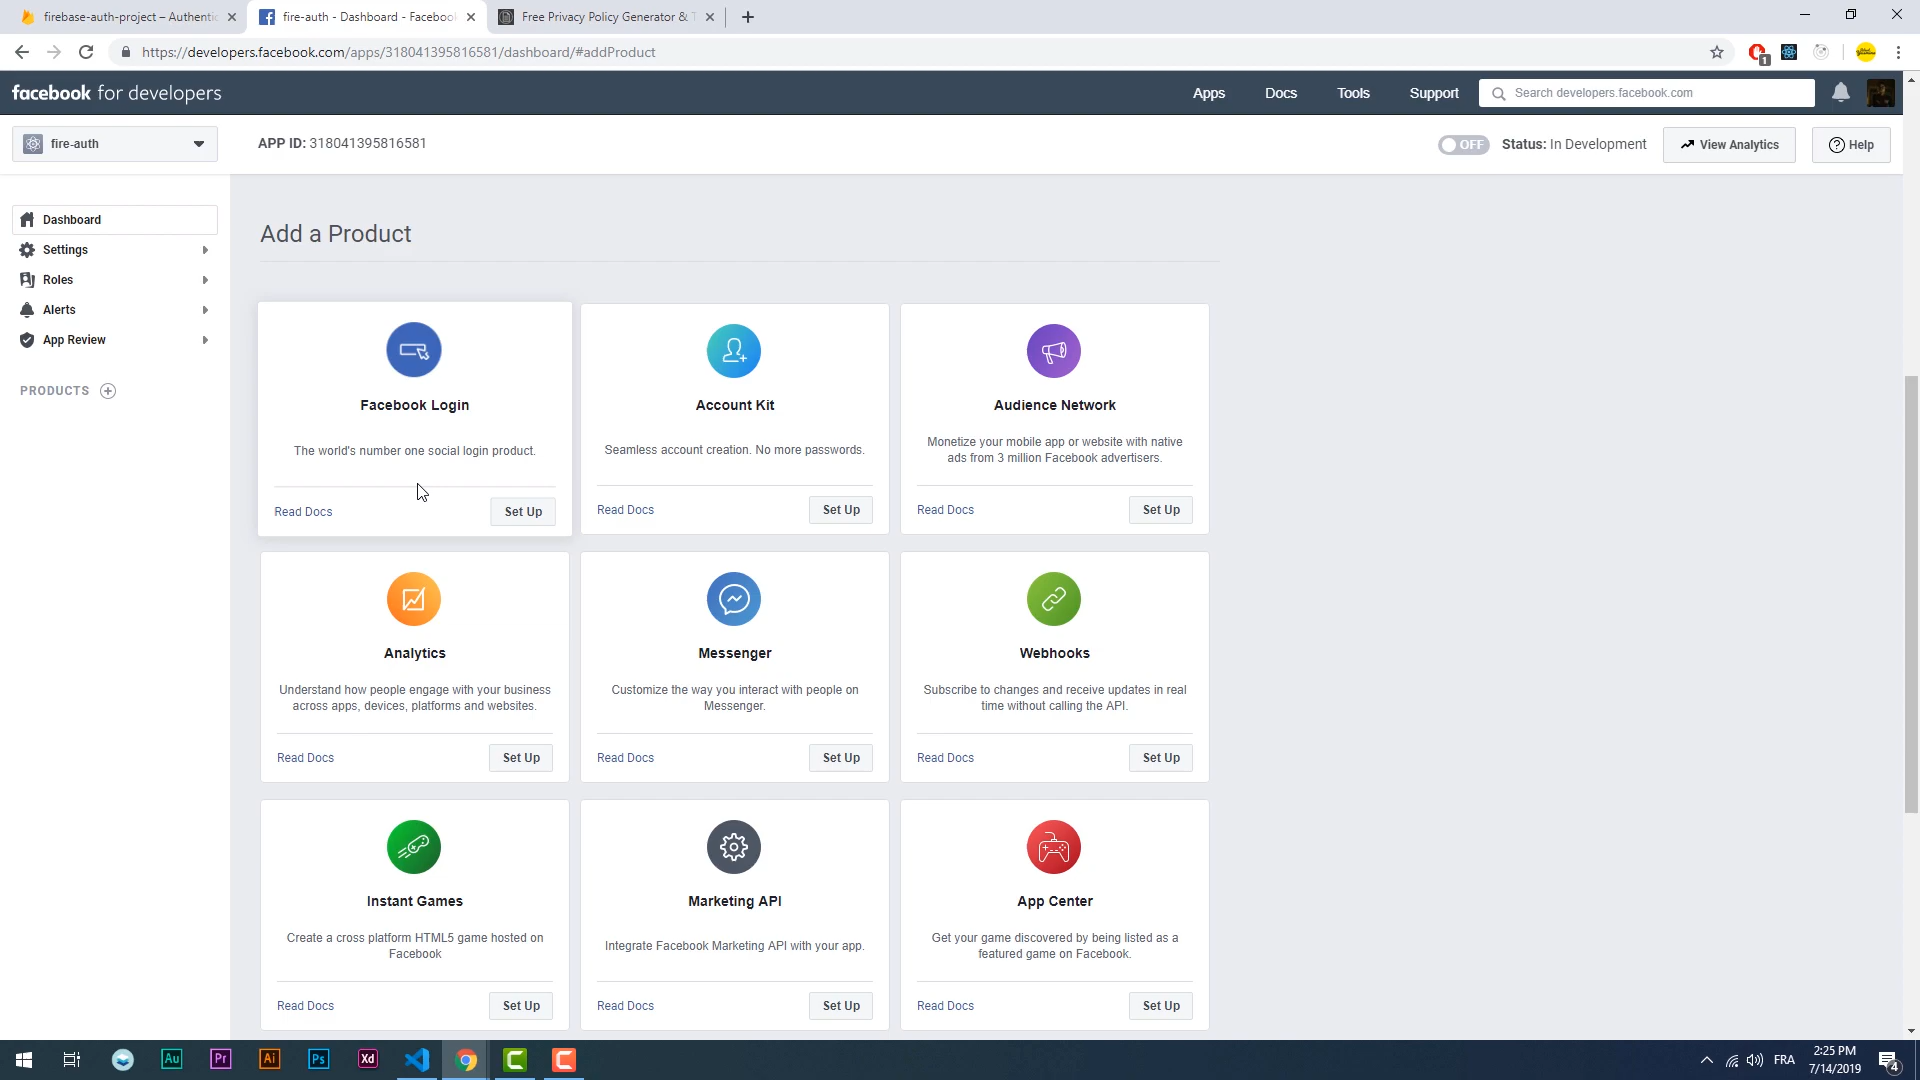 firebase-auth-project – Authentic
fire-auth - Dashboard - Facebook
Free Privacy Policy Generator & T
https://developers.facebook.com/apps/318041395816581/dashboard/#addProduct
1
facebook for developers
Apps
Docs
Tools
Support
Search developers.facebook.com
fire-auth
APP ID: 318041395816581
OFF
Status: In Development
View Analytics
Help
Dashboard
Settings
Roles
Alerts
App Review
PRODUCTS
Add a Product
Facebook Login
The world's number one social login product.
Read Docs
Set Up
Account Kit
Seamless account creation. No more passwords.
Read Docs
Set Up
Audience Network
Monetize your mobile app or website with native
ads from 3 million Facebook advertisers.
Read Docs
Set Up
Analytics
Understand how people engage with your business
across apps, devices, platforms and websites.
Read Docs
Set Up
Messenger
Customize the way you interact with people on
Messenger.
Read Docs
Set Up
Webhooks
Subscribe to changes and receive updates in real
time without calling the API.
Read Docs
Set Up
Instant Games
Create a cross platform HTML5 game hosted on
Facebook
Read Docs
Set Up
Marketing API
Integrate Facebook Marketing API with your app.
Read Docs
Set Up
App Center
Get your game discovered by being listed as a
featured game on Facebook.
Read Docs
Set Up
Au
Pr
Ai
Ps
Xd
FRA
2:25 PM
7/14/2019
4